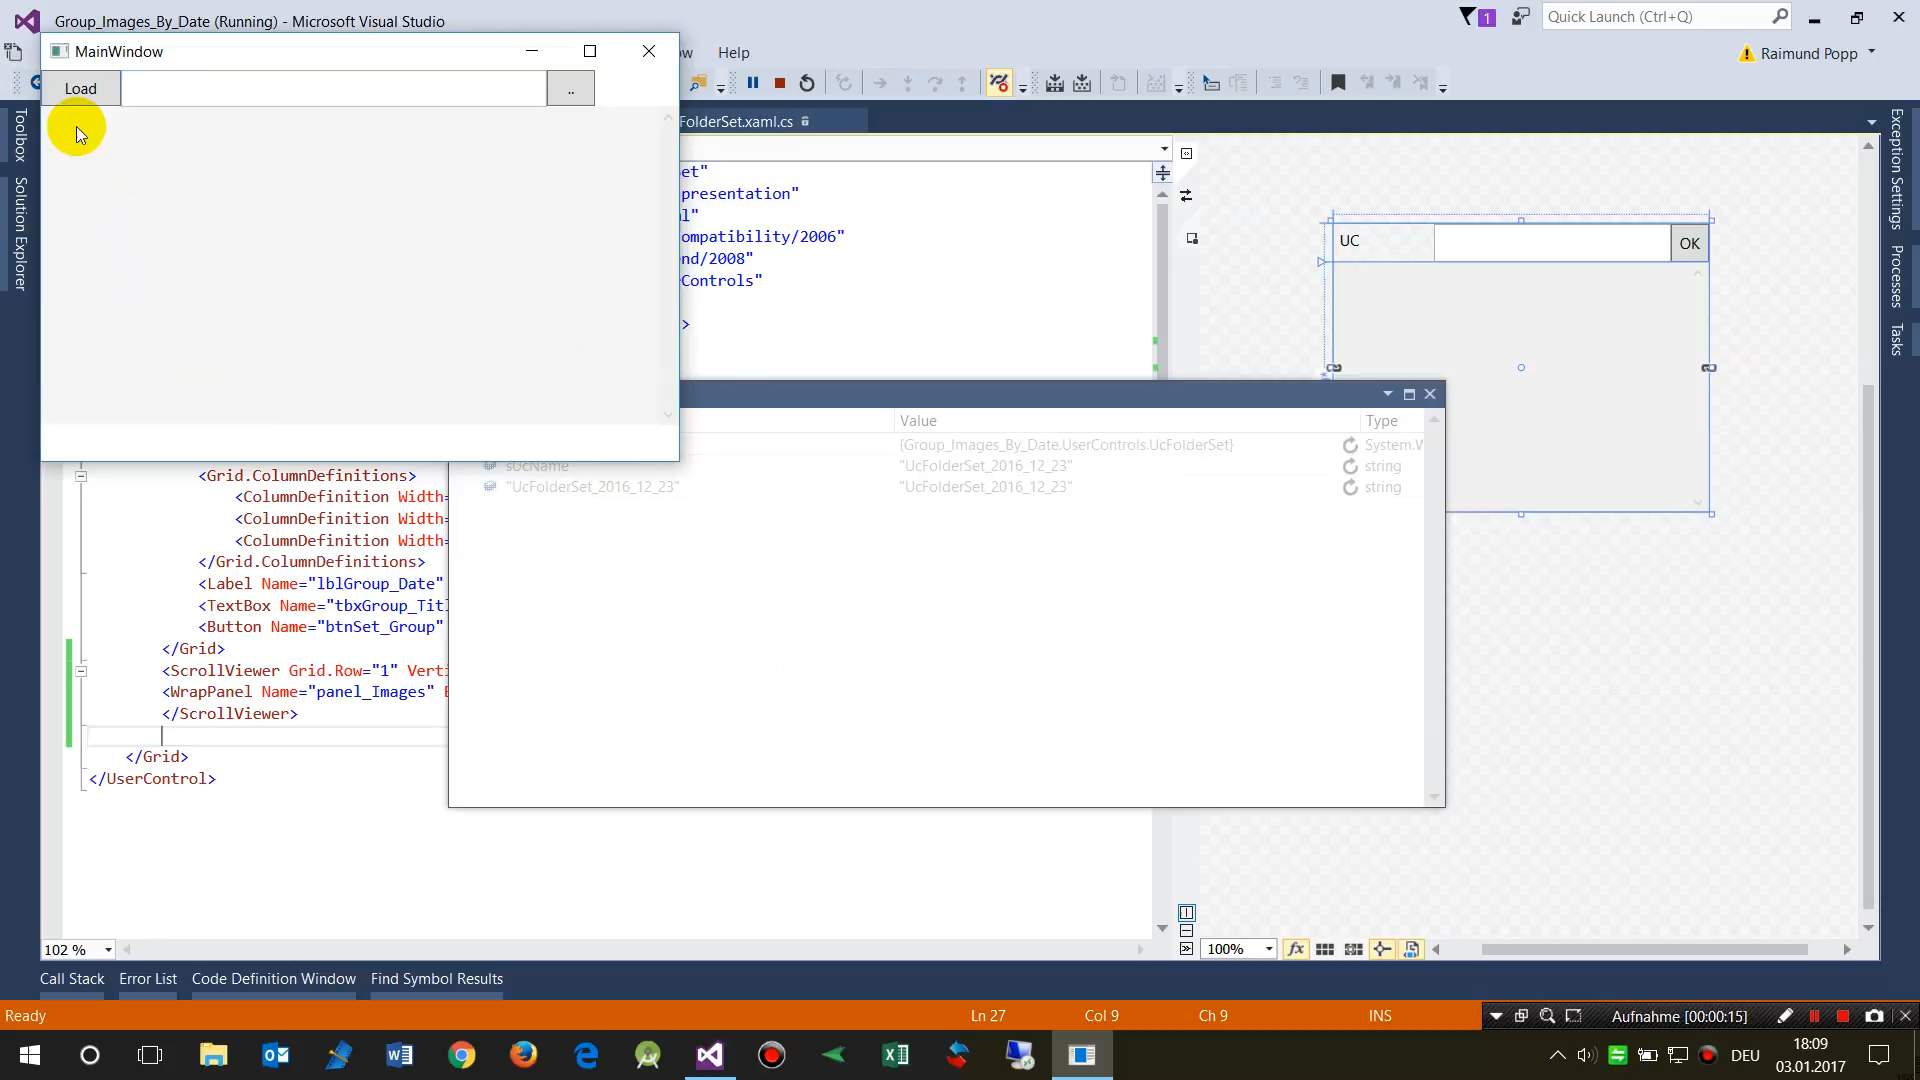 Group_Images_By_Date (Running) - Microsoft Visual Studio
1
Quick Launch (Ctrl+Q)
MainWindow
Help
Raimund Popp
Load
..
FolderSet.xaml.cs
Toolbox
Solution Explorer
Exception Settings
Processes
Tasks
et"
presentation"
l"
ompatibility/2006"
end/2008"
Controls"
>
UC
OK
Value
Type
{Group_Images_By_Date.UserControls.UcFolderSet}
System.W
sUcName
"UcFolderSet_2016_12_23"
string
"UcFolderSet_2016_12_23"
"UcFolderSet_2016_12_23"
string
<Grid.ColumnDefinitions>
<ColumnDefinition Width=
<ColumnDefinition Width=
<ColumnDefinition Width=
</Grid.ColumnDefinitions>
<Label Name="lblGroup_Date"
<TextBox Name="tbxGroup_Titl
<Button Name="btnSet_Group"
</Grid>
<ScrollViewer Grid.Row="1" Verti
<WrapPanel Name="panel_Images"
</ScrollViewer>
</Grid>
</UserControl>
102 %
100%
fx
Call Stack
Error List
Code Definition Window
Find Symbol Results
Ready
Ln 27
Col 9
Ch 9
INS
Aufnahme [00:00:15]
DEU
18:09
03.01.2017